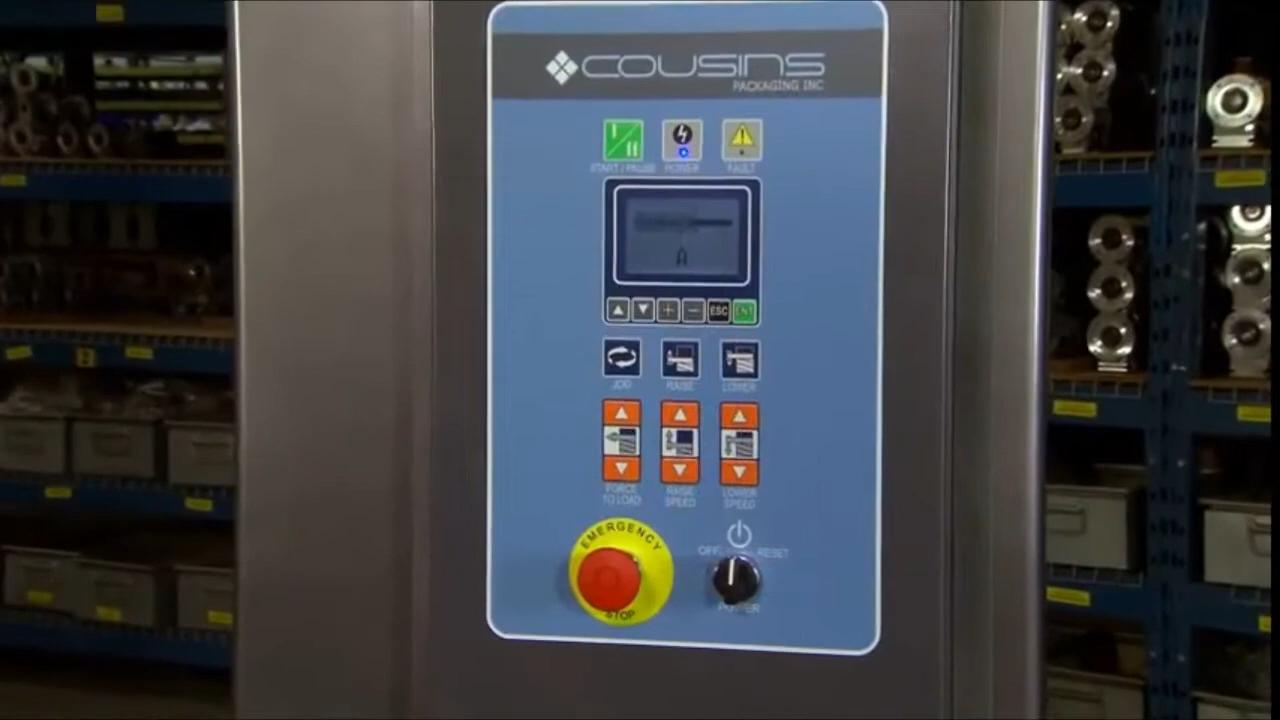 COUSINS
PACKAGING INC
START / PAUSE POWER FAULT
A
ESC ENT
JOG RAISE LOWER
FORCE TO LOAD
RAISE SPEED
LOWER SPEED
EMERGENCY
STOP
OFF RESET
POWER